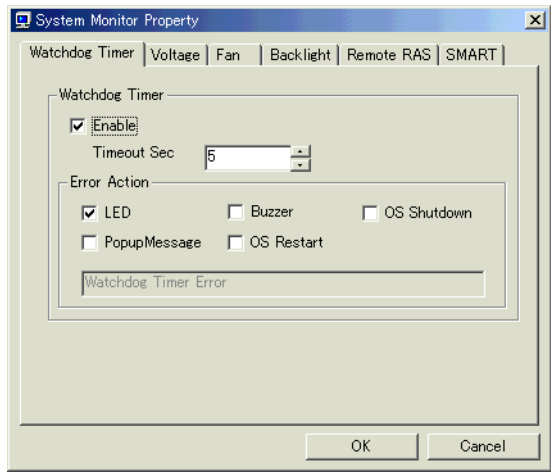 System Monitor Property
Watchdog Timer Voltage Fan Backlight Remote RAS SMART
Watchdog Timer
Enable
Timeout Sec 5
Error Action
LED Buzzer OS Shutdown
PopupMessage OS Restart
Watchdog Timer Error
OK Cancel